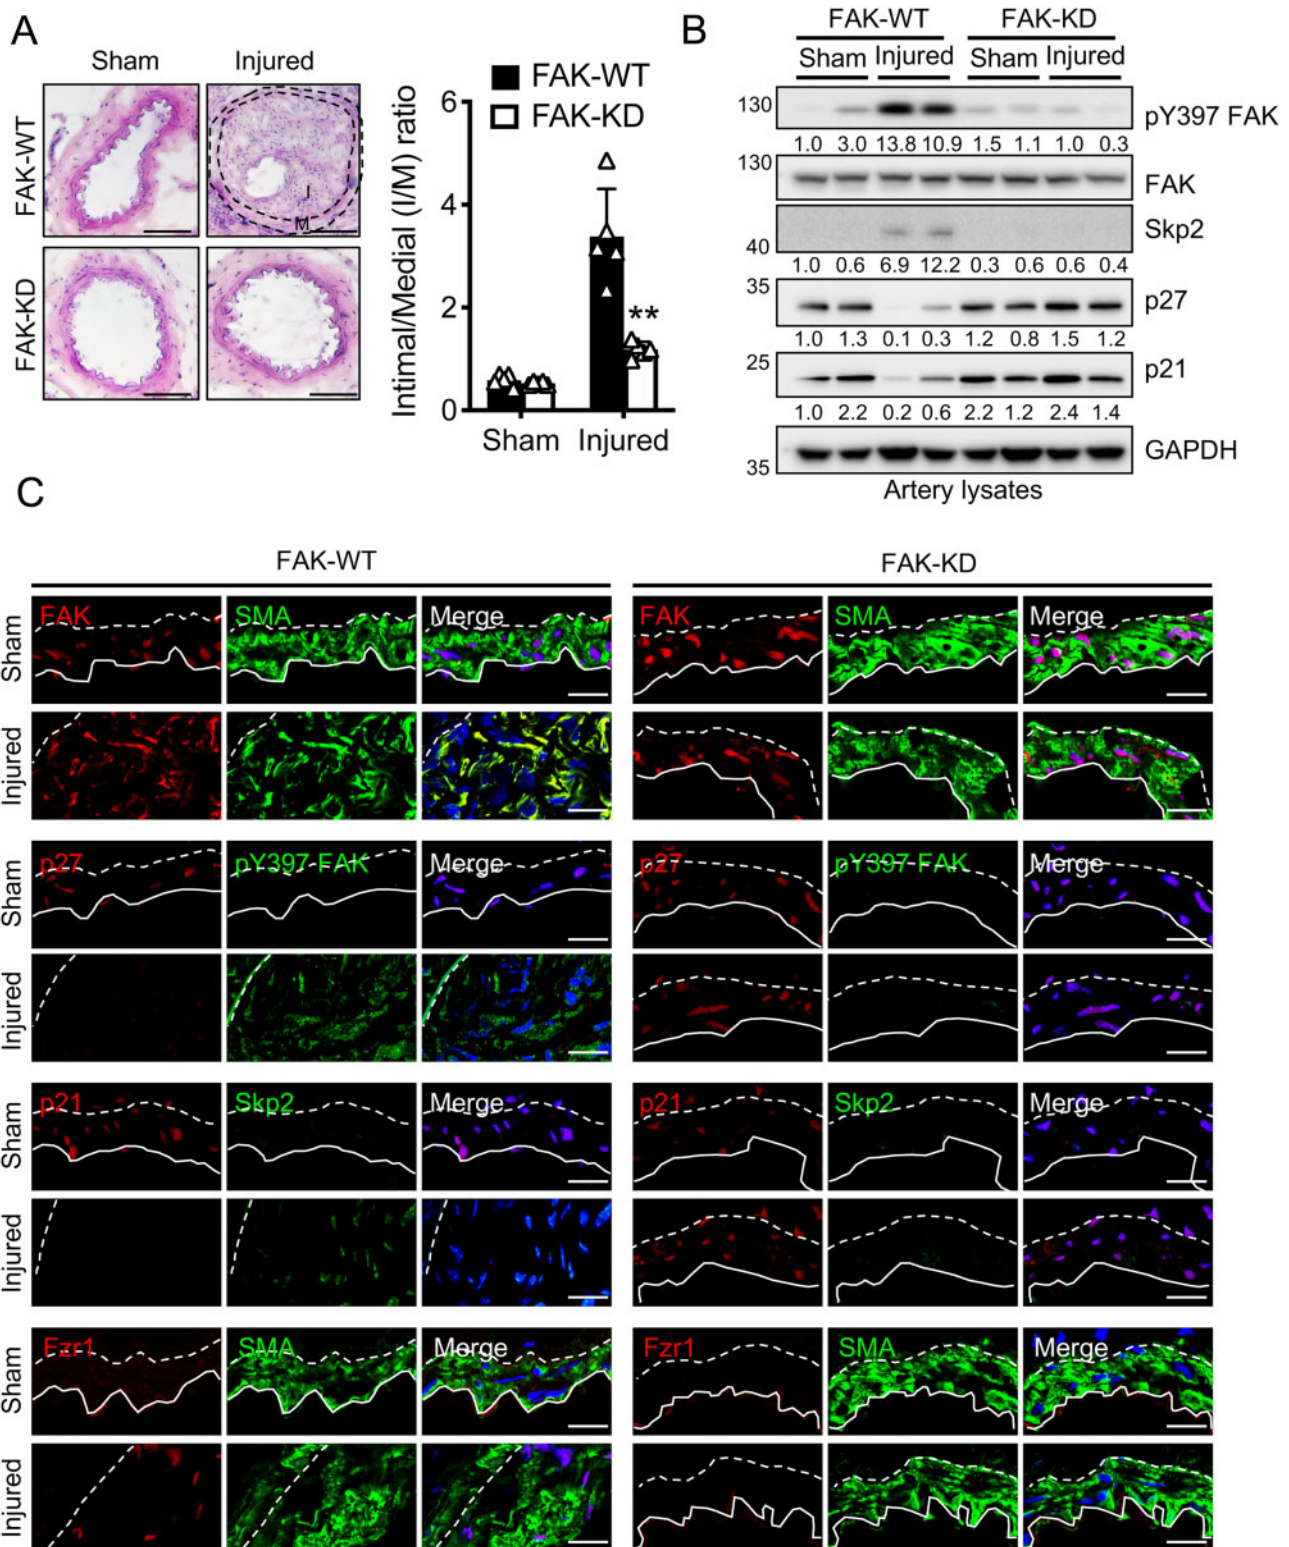 A
Sham Injured
FAK-WT
I
M
FAK-KD
FAK-WT
FAK-KD
Intimal/Medial (I/M) ratio
6
4
2
0
**
Sham Injured
B
FAK-WT FAK-KD
Sham Injured Sham Injured
130 pY397 FAK
1.0 3.0 13.8 10.9 1.5 1.1 1.0 0.3
130 FAK
Skp2
40
1.0 0.6 6.9 12.2 0.3 0.6 0.6 0.4
35 p27
1.0 1.3 0.1 0.3 1.2 0.8 1.5 1.2
25 p21
1.0 2.2 0.2 0.6 2.2 1.2 2.4 1.4
GAPDH
35
Artery lysates
C
FAK-WT FAK-KD
Sham FAK SMA Merge FAK SMA Merge
Injured
Sham p27 pY397 FAK Merge p27 pY397 FAK Merge
Injured
Sham p21 Skp2 Merge p21 Skp2 Merge
Injured
Sham Fzr1 SMA Merge Fzr1 SMA Merge
Injured